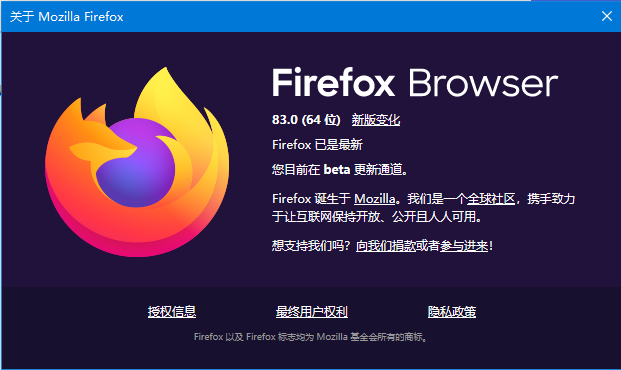 关于 Mozilla Firefox
Firefox Browser
83.0 (64 位) 新版变化
Firefox 已是最新
您目前在 beta 更新通道。
Firefox 诞生于 Mozilla。我们是一个全球社区，携手致力
于让互联网保持开放、公开且人人可用。
想支持我们吗？向我们捐款或者参与进来！
授权信息 最终用户权利 隐私政策
Firefox 以及 Firefox 标志均为 Mozilla 基金会所有的商标。